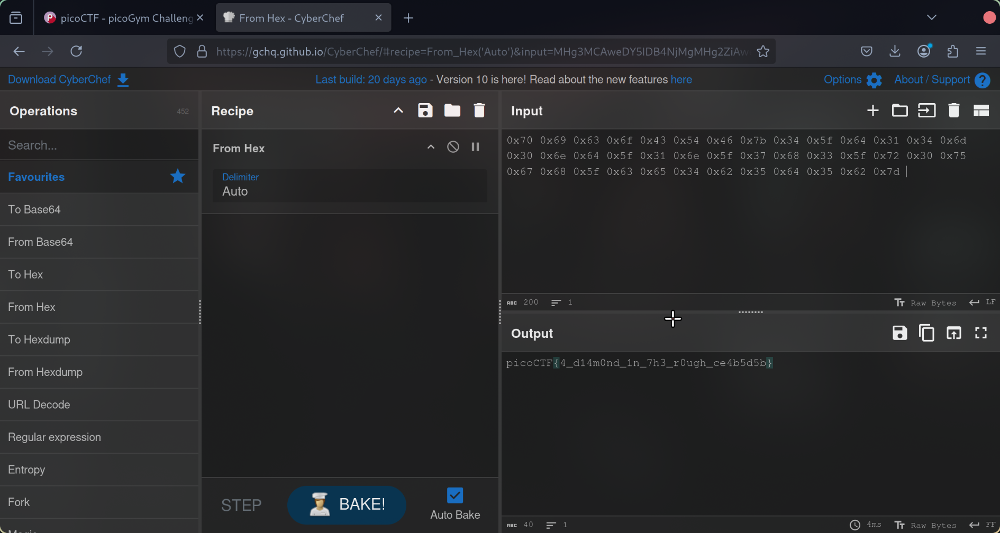 picoCTF - picoGym Challeng
From Hex - CyberChef
https://gchq.github.io/CyberChef/#recipe=From_Hex('Auto')&input=MHg3MCAweDY5IDB4NjMgMHg2ZiAw
Download CyberChef
Last build: 20 days ago - Version 10 is here! Read about the new features here
Options
About / Support
Operations
452
Recipe
Input
Search...
From Hex
Delimiter
Auto
0x70 0x69 0x63 0x6f 0x43 0x54 0x46 0x7b 0x34 0x5f 0x64 0x31 0x34 0x6d
0x30 0x6e 0x64 0x5f 0x31 0x6e 0x5f 0x37 0x68 0x33 0x5f 0x72 0x30 0x75
0x67 0x68 0x5f 0x63 0x65 0x34 0x62 0x35 0x64 0x35 0x62 0x7d
Favourites
To Base64
From Base64
To Hex
From Hex
To Hexdump
From Hexdump
URL Decode
Regular expression
Entropy
Fork
Magic
STEP
BAKE!
Auto Bake
ABC 200
1
Tт Raw Bytes
LF
Output
picoCTF{4_d14m0nd_1n_7h3_r0ugh_ce4b5d5b}
ABC 40
1
4ms
Tт Raw Bytes
FF